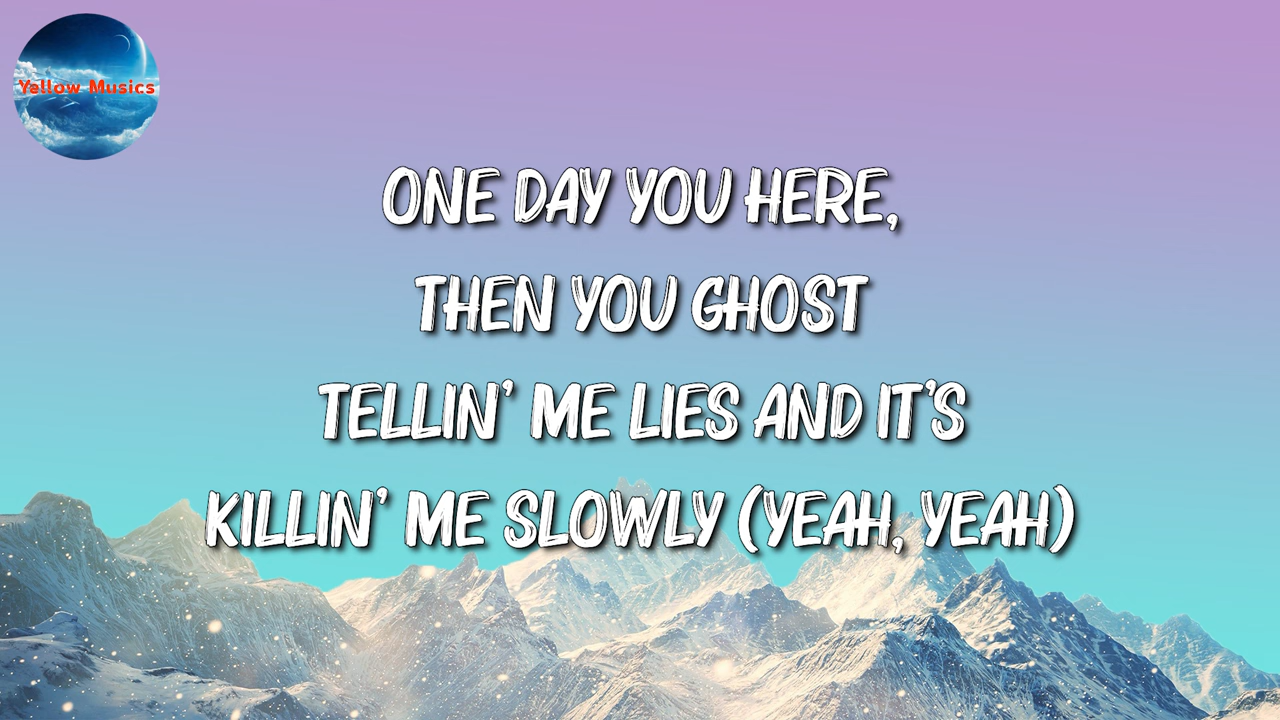 Yellow Musics
ONE DAY YOU HERE,
THEN YOU GHOST
TELLIN' ME LIES AND IT'S
KILLIN' ME SLOWLY (YEAH, YEAH)